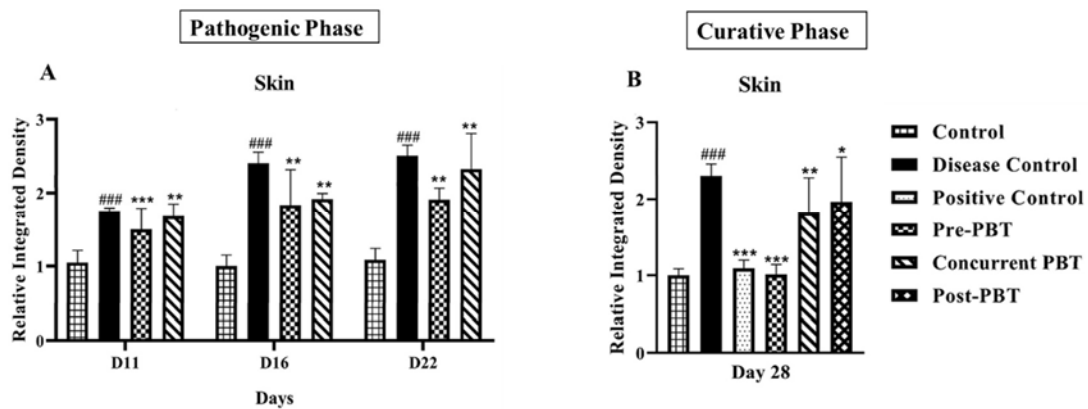 Pathogenic Phase
Curative Phase
A
Skin
Relative Integrated Density
3
2
1
0
###
***
**
###
**
**
###
**
**
D11
D16
D22
Days
B
Skin
Relative Integrated Density
3
2
1
0
###
***
***
**
*
Day 28
Control
Disease Control
Positive Control
Pre-PBT
Concurrent PBT
Post-PBT